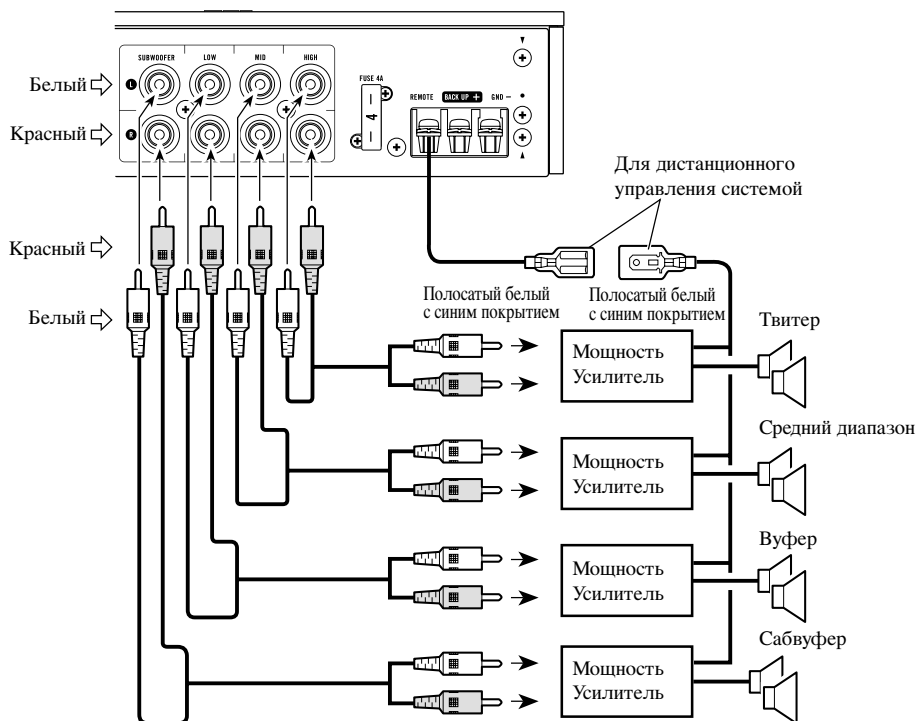 SUBWOOFER LOW MID HIGH
Белый L
FUSE 4A
4
REMOTE BACK UP + GND –
Красный R
Для дистанционного
управления системой
Красный
Белый
Полосатый белый
с синим покрытием
Полосатый белый
с синим покрытием
Твитер
Мощность
Усилитель
Средний диапазон
Мощность
Усилитель
Вуфер
Мощность
Усилитель
Сабвуфер
Мощность
Усилитель